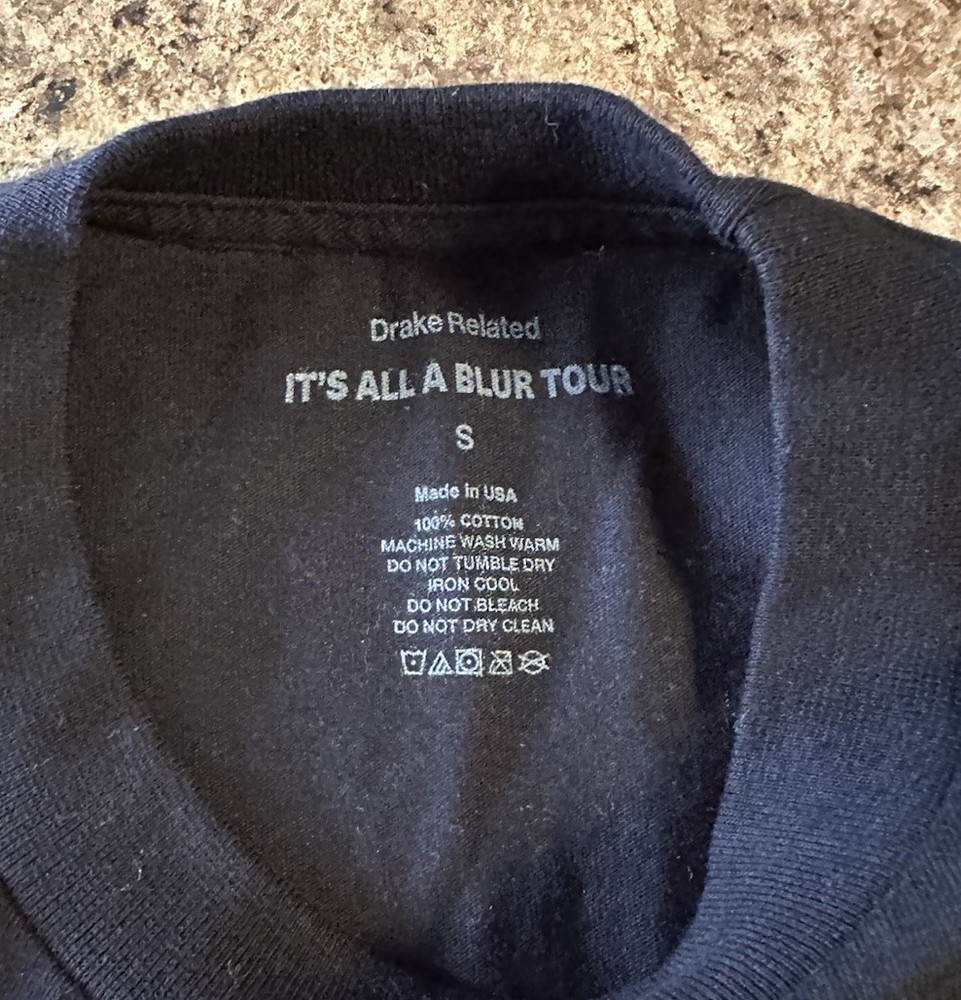 Drake Related
IT'S ALL A BLUR TOUR
S
Made in USA
100% COTTON
MACHINE WASH WARM
DO NOT TUMBLE DRY
IRON COOL
DO NOT BLEACH
DO NOT DRY CLEAN